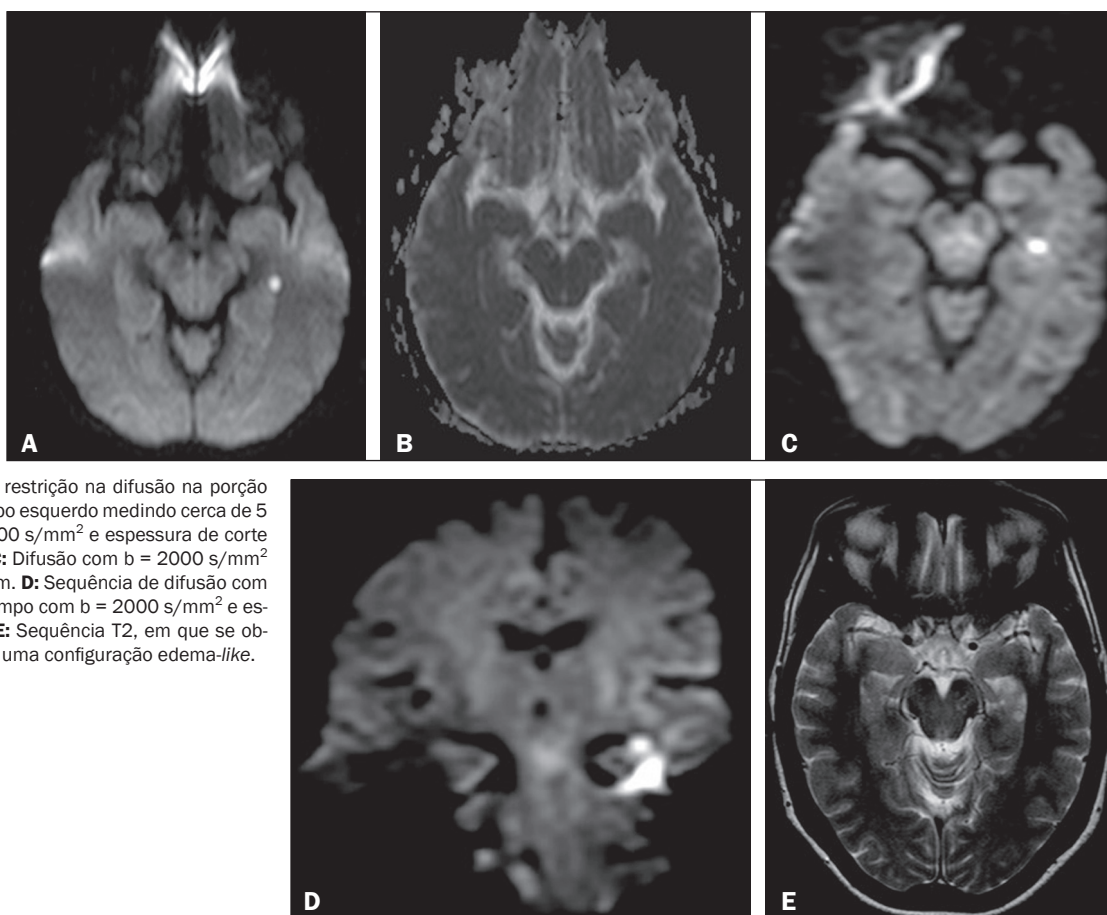 A
B
C
restrição na difusão na porção
po esquerdo medindo cerca de 5
00 s/mm² e espessura de corte
: Difusão com b = 2000 s/mm²
m. D: Sequência de difusão com
mpo com b = 2000 s/mm² e es-
E: Sequência T2, em que se ob-
uma configuração edema-like.
D
E